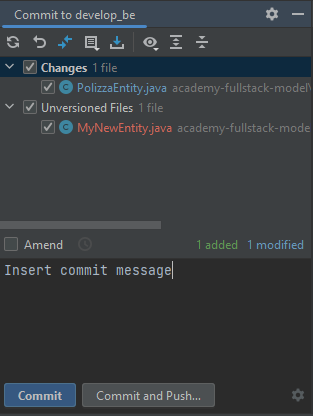 Commit to develop_be
Changes 1 file
PolizzaEntity.java academy-fullstack-model\
Unversioned Files 1 file
MyNewEntity.java academy-fullstack-mode
Amend 1 added 1 modified
Insert commit message
Commit Commit and Push...